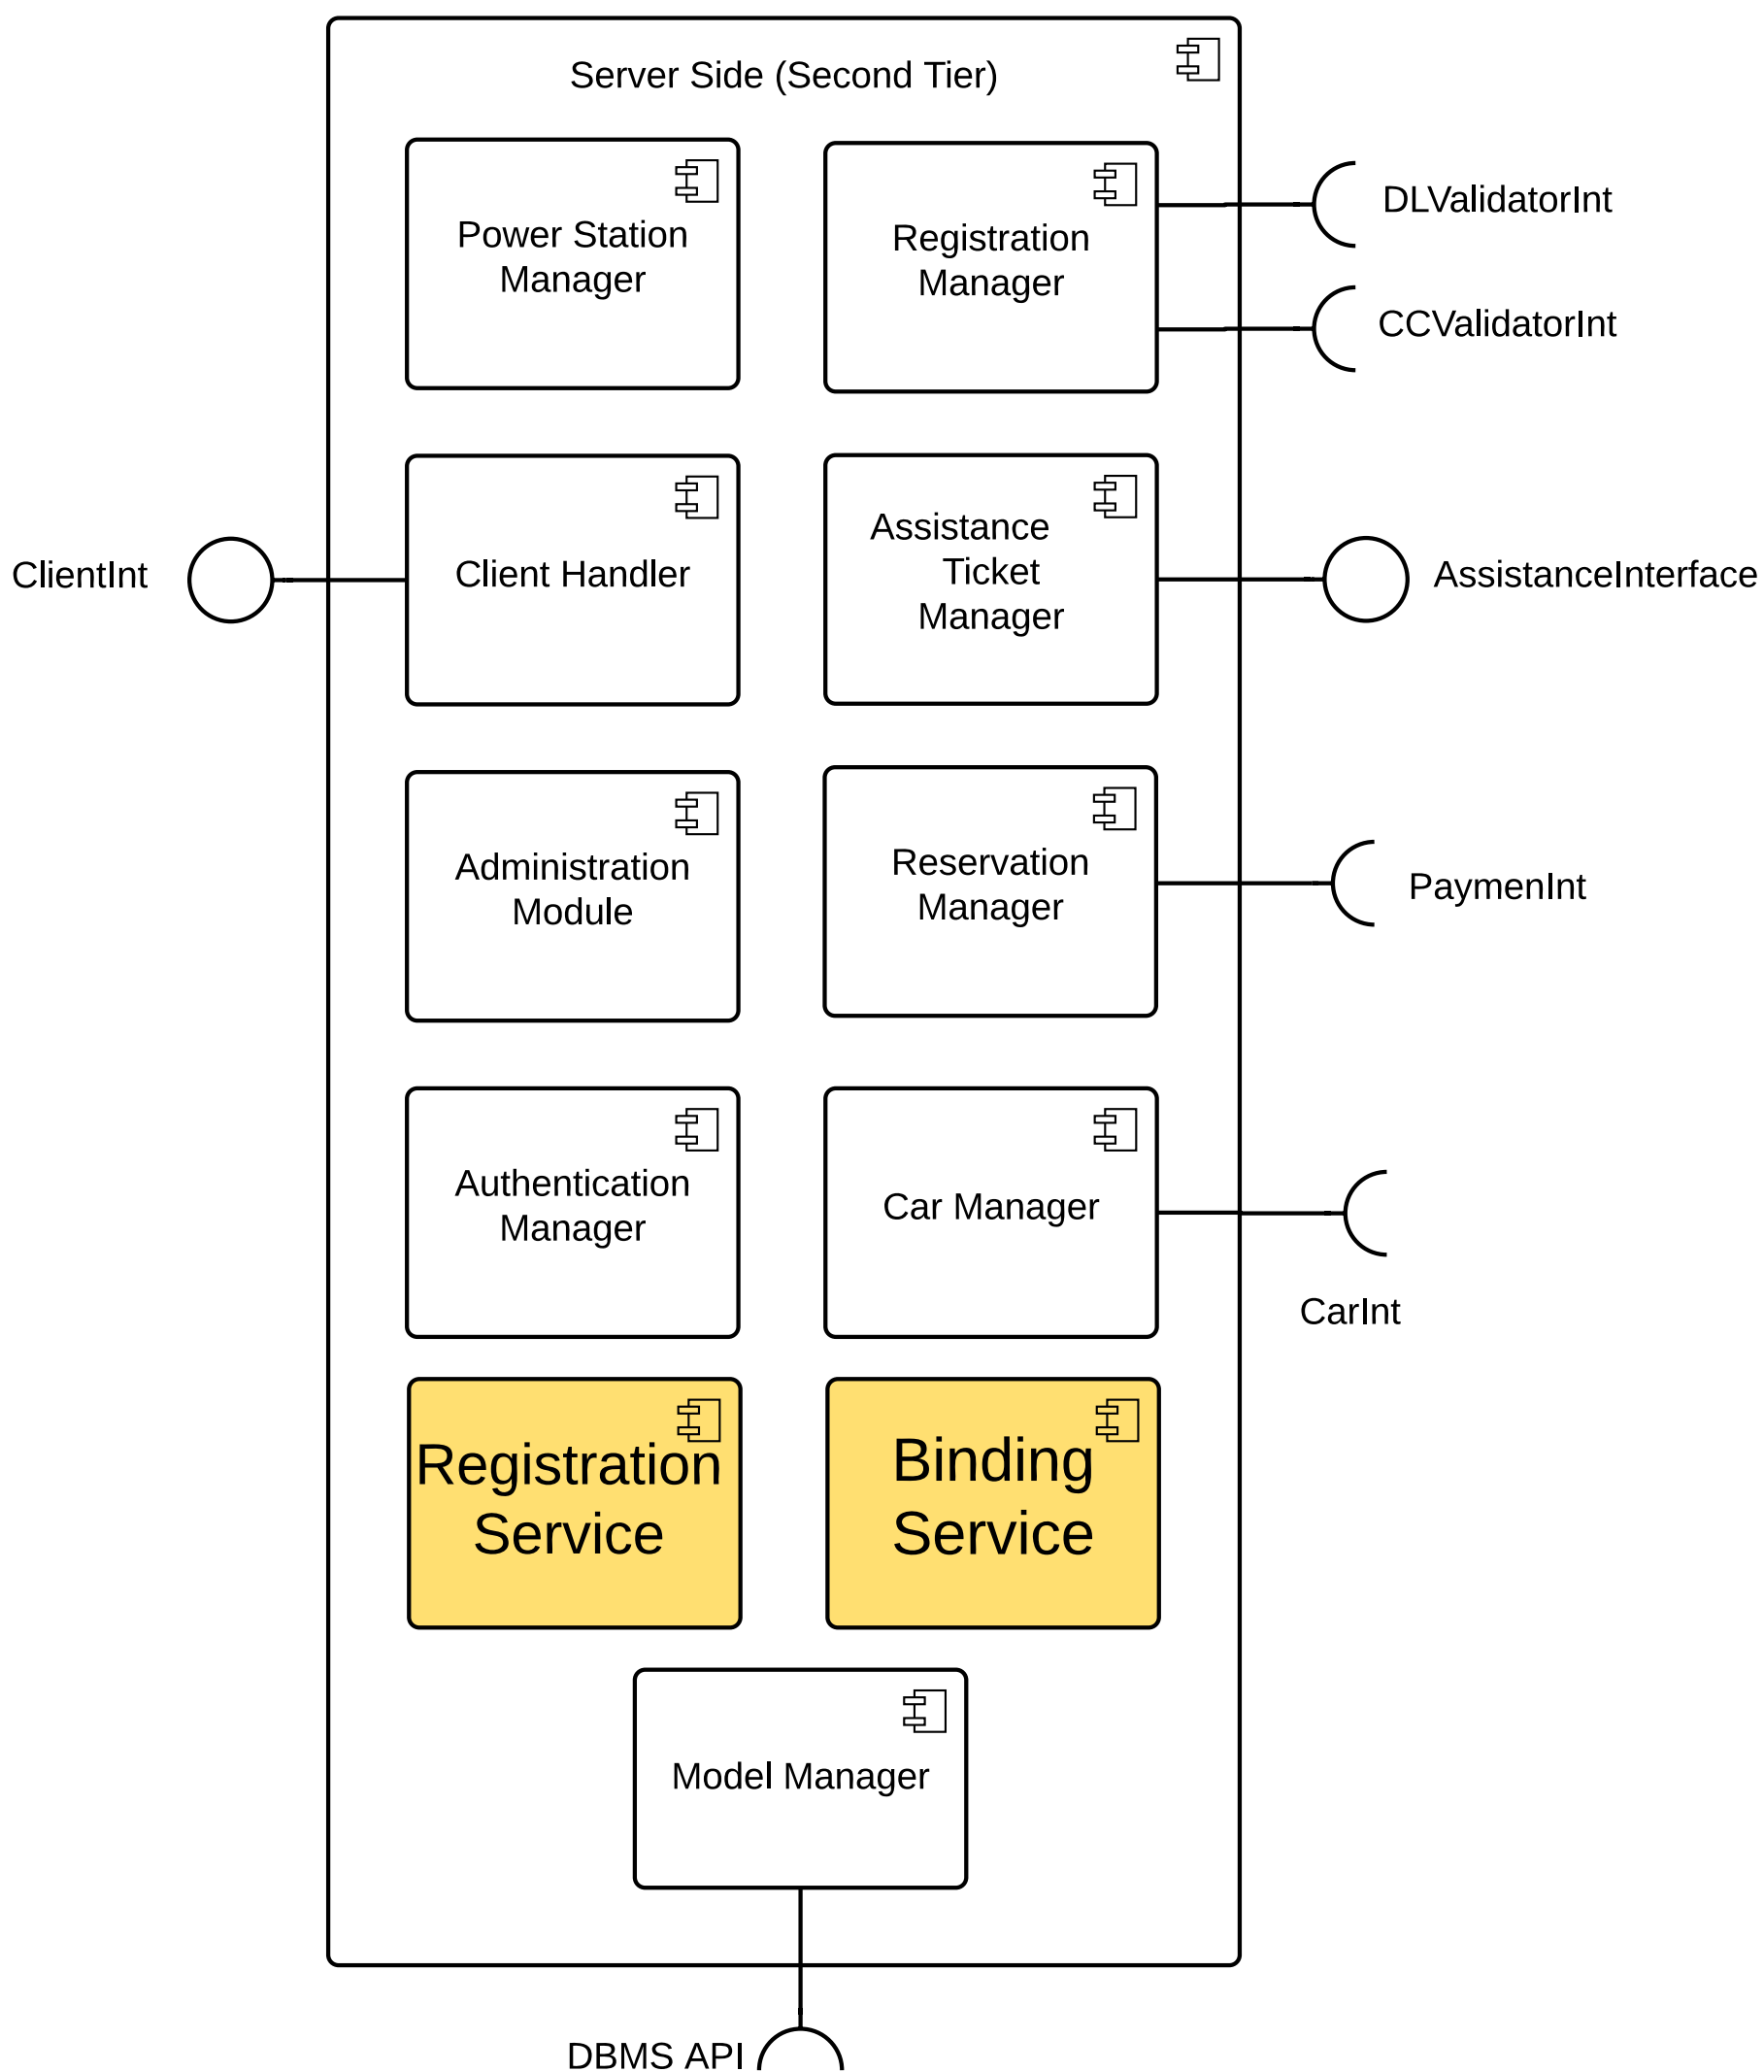 Server Side (Second Tier)
Power Station
Manager
Registration
Manager
DLValidatorInt
CCValidatorInt
ClientInt
Client Handler
Assistance
Ticket
Manager
AssistanceInterface
Administration
Module
Reservation
Manager
PaymenInt
Authentication
Manager
Car Manager
CarInt
Registration
Service
Binding
Service
Model Manager
DBMS API